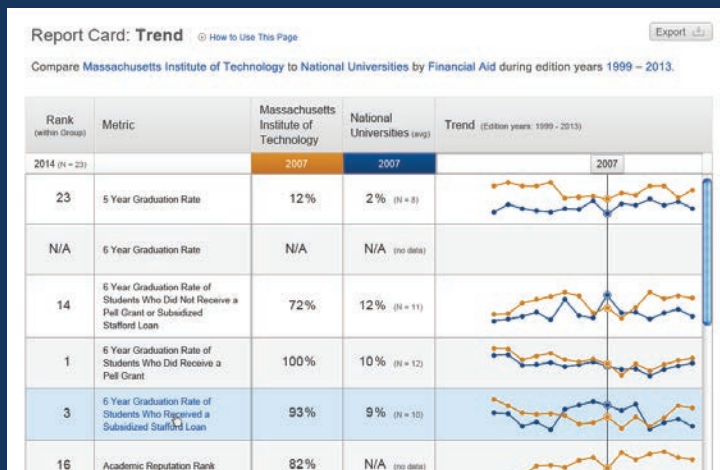 Report Card: Trend How to Use This Page Export
Compare Massachusetts Institute of Technology to National Universities by Financial Aid during edition years 1999 – 2013.
Rank (within Group) Metric Massachusetts Institute of Technology National Universities (avg) Trend (Edition years: 1999 - 2013)
2014 (N = 23) 2007 2007 2007
23 5 Year Graduation Rate 12% 2% (N = 8)
N/A 6 Year Graduation Rate N/A N/A (no data)
14 6 Year Graduation Rate of
Students Who Did Not Receive a
Pell Grant or Subsidized
Stafford Loan 72% 12% (N = 11)
1 6 Year Graduation Rate of
Students Who Did Receive a
Pell Grant 100% 10% (N = 12)
3 6 Year Graduation Rate of
Students Who Received a
Subsidized Stafford Loan 93% 9% (N = 10)
16 Academic Reputation Rank 82% N/A (no data)